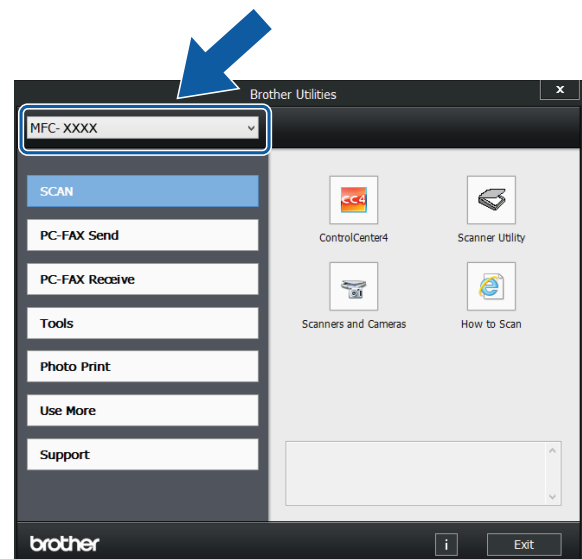 Brother Utilities
x
MFC- XXXX
SCAN
PC-FAX Send
PC-FAX Receive
Tools
Photo Print
Use More
Support
CC4
ControlCenter4
Scanner Utility
Scanners and Cameras
How to Scan
brother
i
Exit